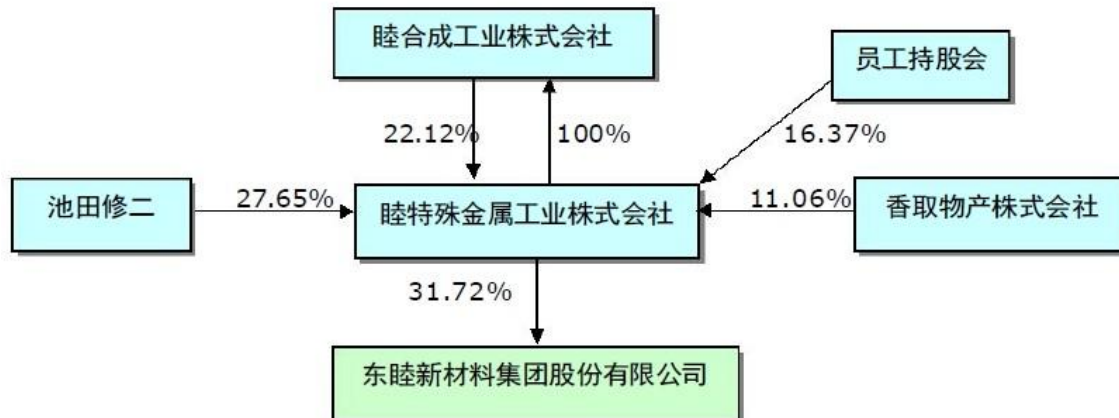 睦合成工业株式会社
员工持股会
22.12%
100%
16.37%
池田修二
27.65%
睦特殊金属工业株式会社
11.06%
香取物产株式会社
31.72%
东睦新材料集团股份有限公司